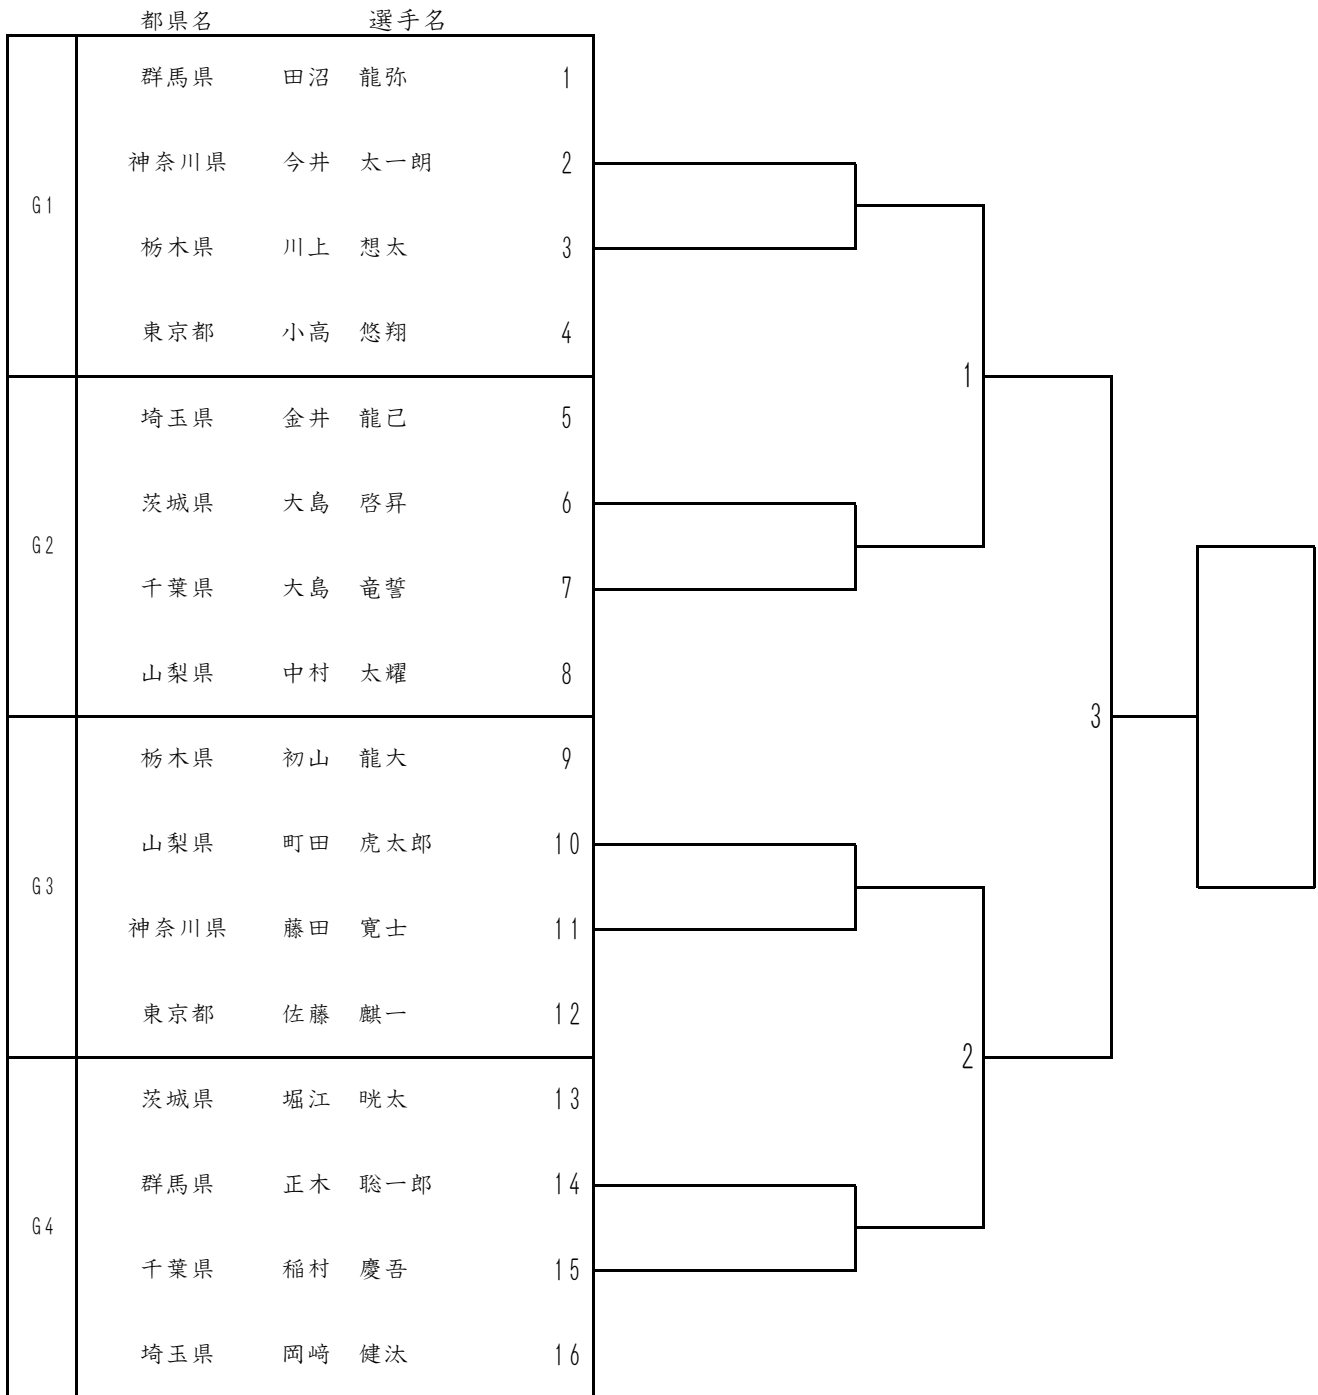 都県名 選手名
群馬県 田沼 龍弥 1
神奈川県 今井 太一朗 2
G1
栃木県 川上 想太 3
東京都 小高 悠翔 4
1
埼玉県 金井 龍己 5
茨城県 大島 啓昇 6
G2
千葉県 大島 竜誓 7
山梨県 中村 太耀 8
3
栃木県 初山 龍大 9
山梨県 町田 虎太郎 10
G3
神奈川県 藤田 寛士 11
東京都 佐藤 麒一 12
2
茨城県 堀江 晄太 13
群馬県 正木 聡一郎 14
G4
千葉県 稲村 慶吾 15
埼玉県 岡﨑 健汰 16